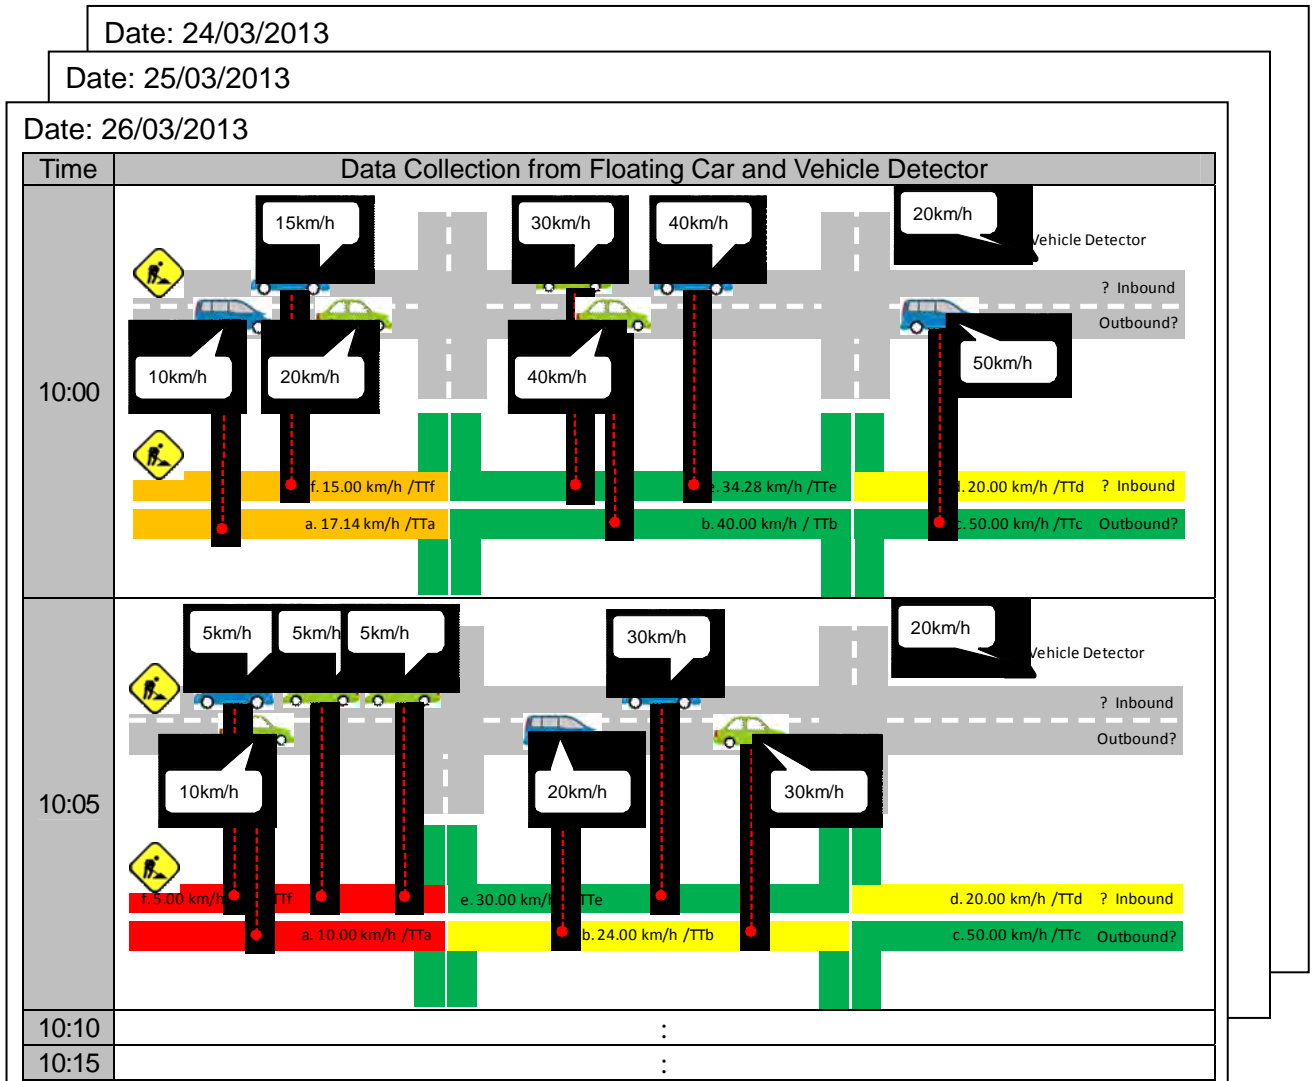 Date: 24/03/2013
Date: 25/03/2013
Date: 26/03/2013
Time Data Collection from Floating Car and Vehicle Detector
10:00
15km/h 30km/h 40km/h 20km/h
Vehicle Detector
? Inbound
Outbound?
10km/h 20km/h 40km/h 50km/h
f. 15.00 km/h /TTf e. 34.28 km/h /TTe d. 20.00 km/h /TTd ? Inbound
a. 17.14 km/h /TTa b. 40.00 km/h / TTb c. 50.00 km/h /TTc Outbound?
10:05
5km/h 5km/h 5km/h 30km/h 20km/h
Vehicle Detector
? Inbound
Outbound?
10km/h 20km/h 30km/h
f. 5.00 km/h TTf e. 30.00 km/h TTe d. 20.00 km/h /TTd ? Inbound
a. 10.00 km/h /TTa b. 24.00 km/h /TTb c. 50.00 km/h /TTc Outbound?
10:10 :
10:15 :